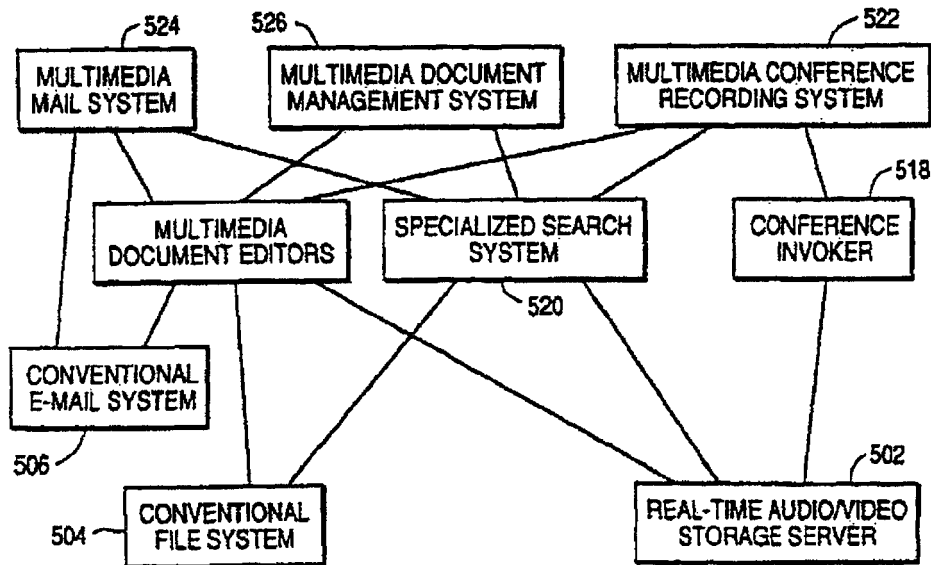 524
526
522
MULTIMEDIA
MAIL SYSTEM
MULTIMEDIA DOCUMENT
MANAGEMENT SYSTEM
MULTIMEDIA CONFERENCE
RECORDING SYSTEM
518
MULTIMEDIA
DOCUMENT EDITORS
SPECIALIZED SEARCH
SYSTEM
CONFERENCE
INVOKER
520
CONVENTIONAL
E-MAIL SYSTEM
506
502
504
CONVENTIONAL
FILE SYSTEM
REAL-TIME AUDIO/VIDEO
STORAGE SERVER